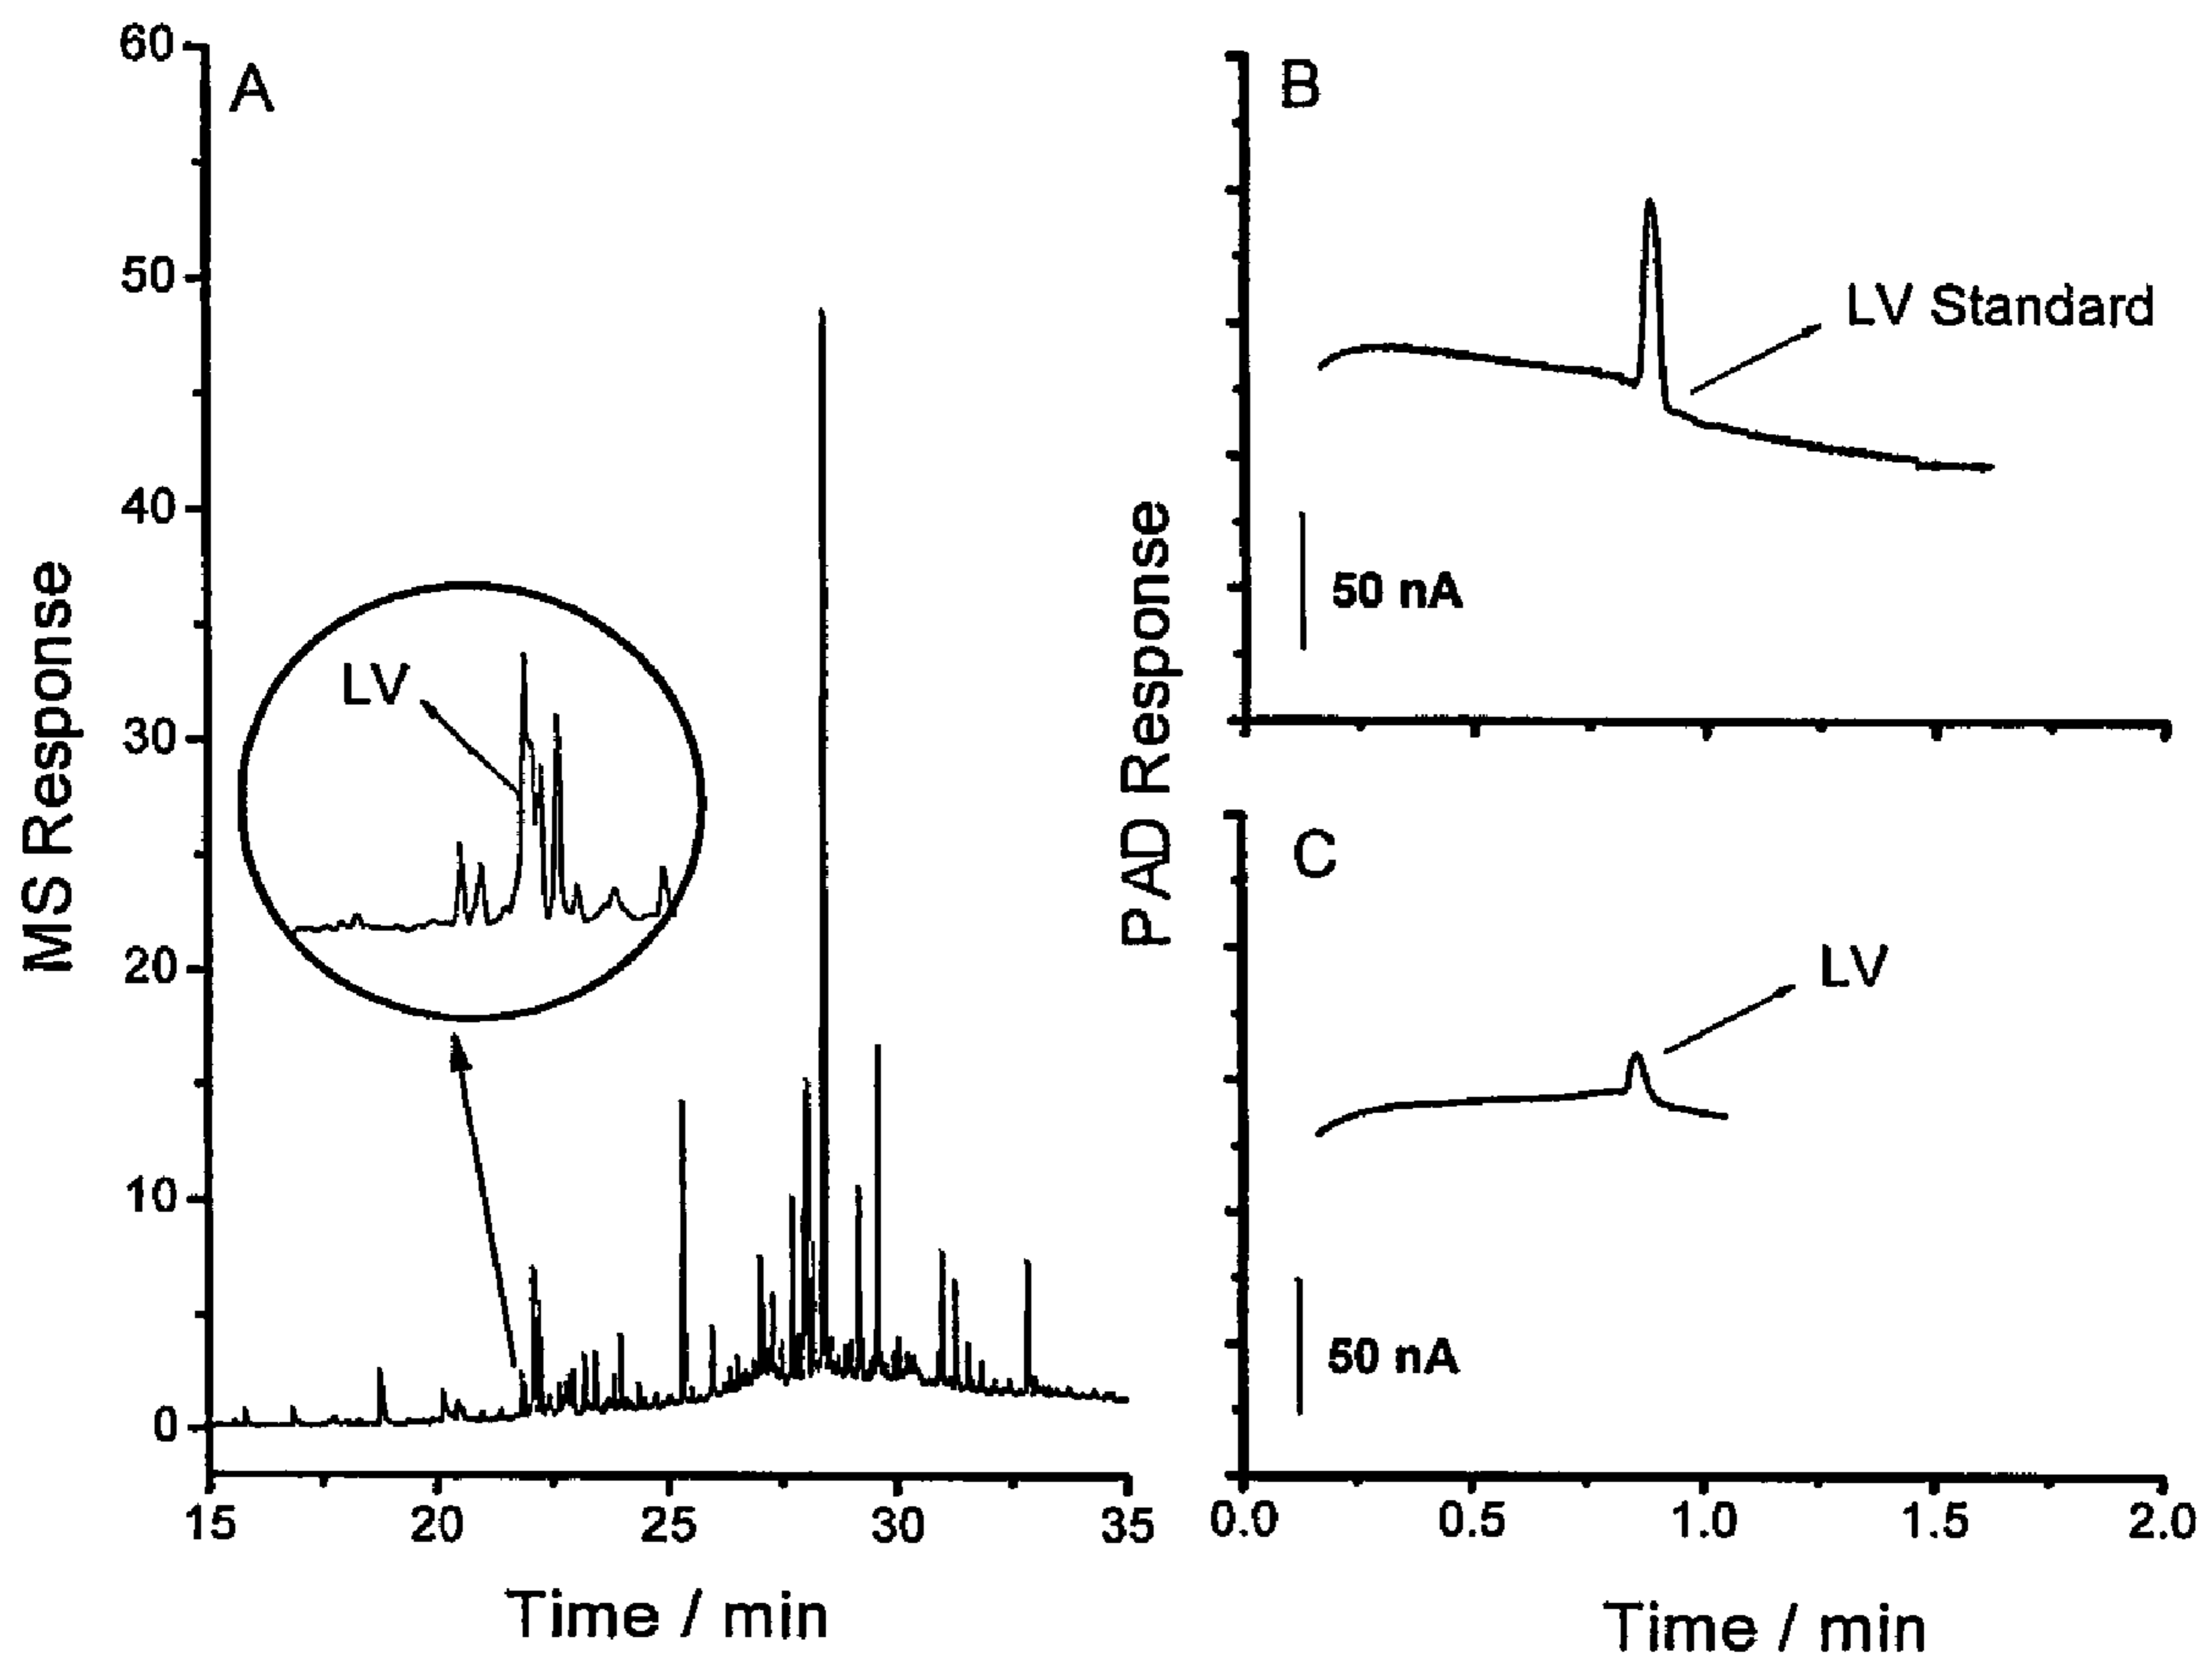 A
60
50
40
30
20
10
0
MS Response
LV
15 20 25 30 35
Time / min
B
LV Standard
50 nA
PAD Response
C
LV
50 nA
0.0 0.5 1.0 1.5 2.0
Time / min